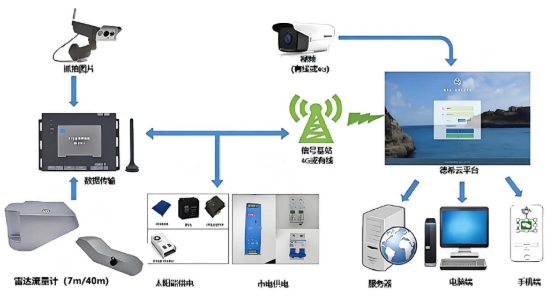 抓拍图片
视频
(有线或4G)
信号基站
4G或有线
德希云平台
数据传输
雷达流量计（7m/40m）
太阳能供电
市电供电
服务器
电脑端
手机端